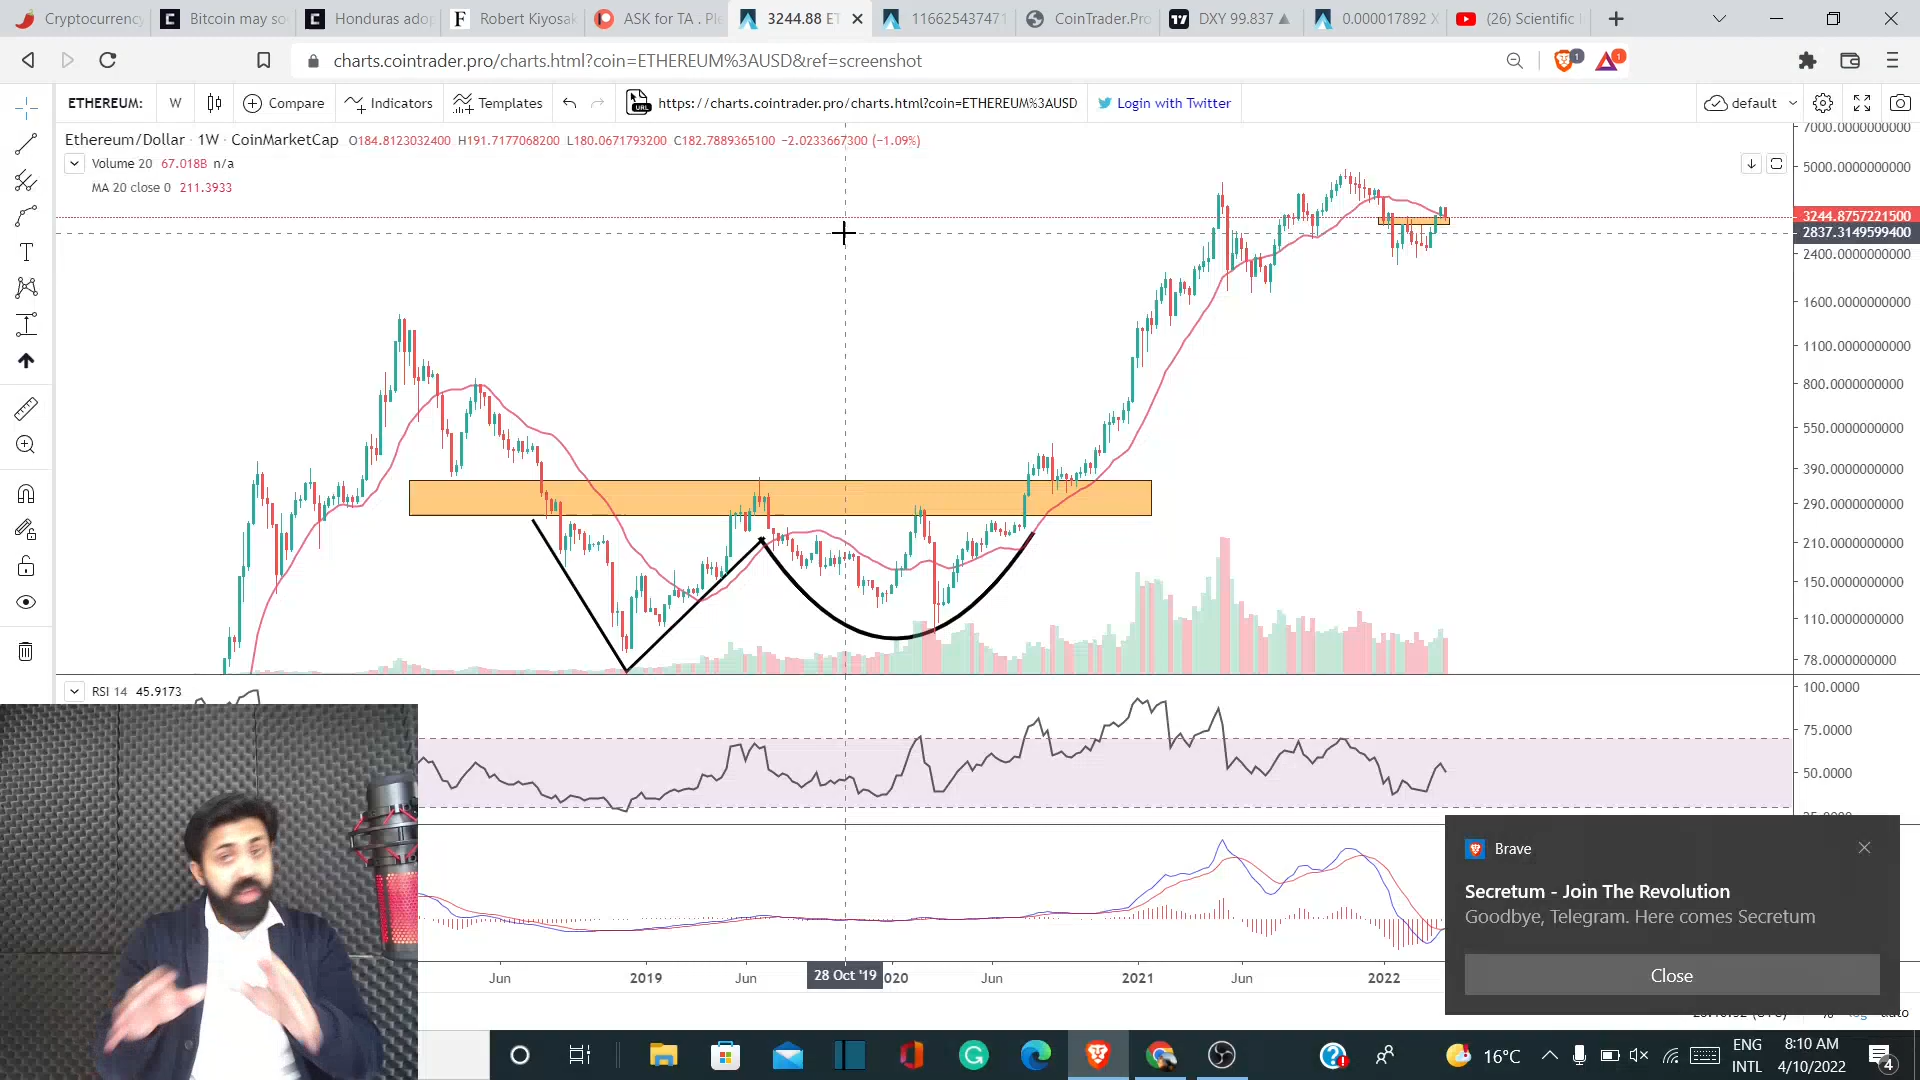 Cryptocurrency
Bitcoin may so
Honduras adop
Robert Kiyosak
ASK for TA . Ple
3244.88 ET
116625437471
CoinTrader.Pro
DXY 99.837
0.000017892 X
(26) Scientific
charts.cointrader.pro/charts.html?coin=ETHEREUM%3AUSD&ref=screenshot
1
1
ETHEREUM:
W
Compare
Indicators
Templates
URL
https://charts.cointrader.pro/charts.html?coin=ETHEREUM%3AUSD
Login with Twitter
default
Ethereum/Dollar · 1W · CoinMarketCap O184.8123032400 H191.7177068200 L180.0671793200 C182.7889365100 −2.0233667300 (−1.09%)
Volume 20 67.018B n/a
MA 20 close 0 211.3933
7000.0000000000
5000.0000000000
3244.8757221500
2837.3149599400
2400.0000000000
1600.0000000000
1100.0000000000
800.0000000000
550.0000000000
390.0000000000
290.0000000000
210.0000000000
150.0000000000
110.0000000000
78.0000000000
RSI 14 45.9173
100.0000
75.0000
50.0000
Brave
Secretum - Join The Revolution
Goodbye, Telegram. Here comes Secretum
Close
Jun
2019
Jun
28 Oct '19
020
Jun
2021
Jun
2022
16°C
ENG
INTL
8:10 AM
4/10/2022
4